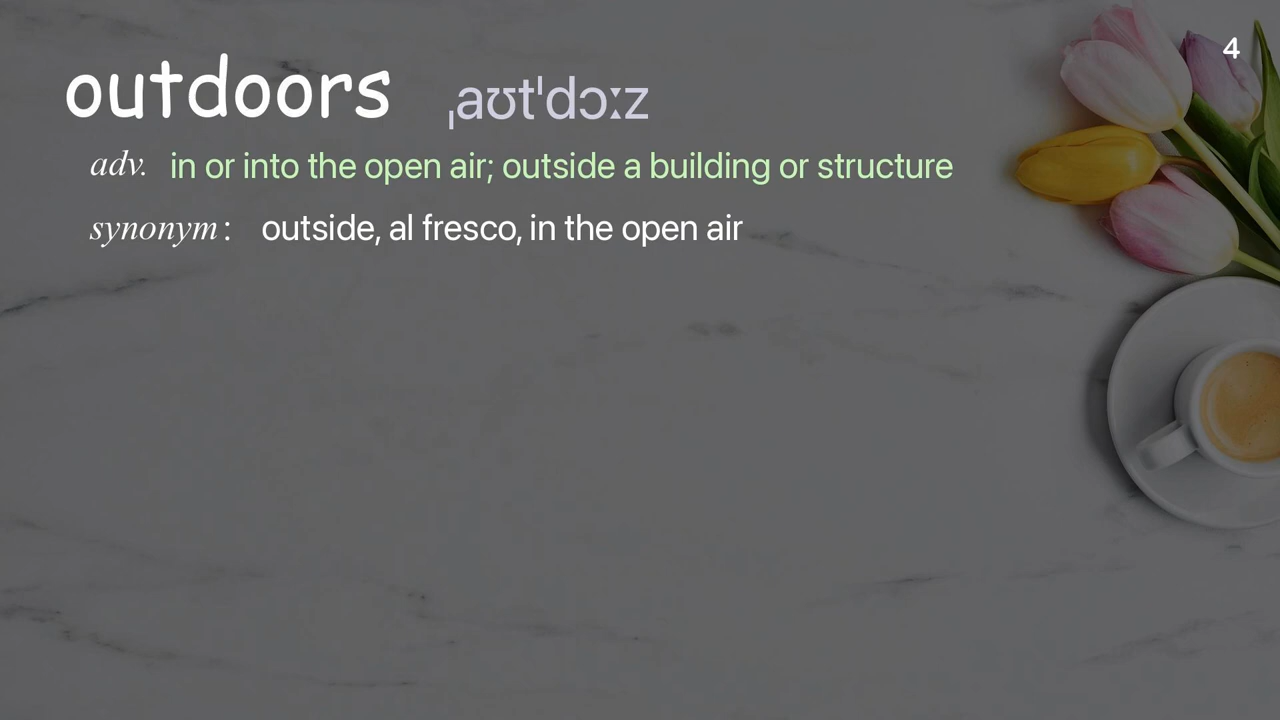 4
outdoors ˌaʊtˈdɔːz
adv. in or into the open air; outside a building or structure
synonym: outside, al fresco, in the open air